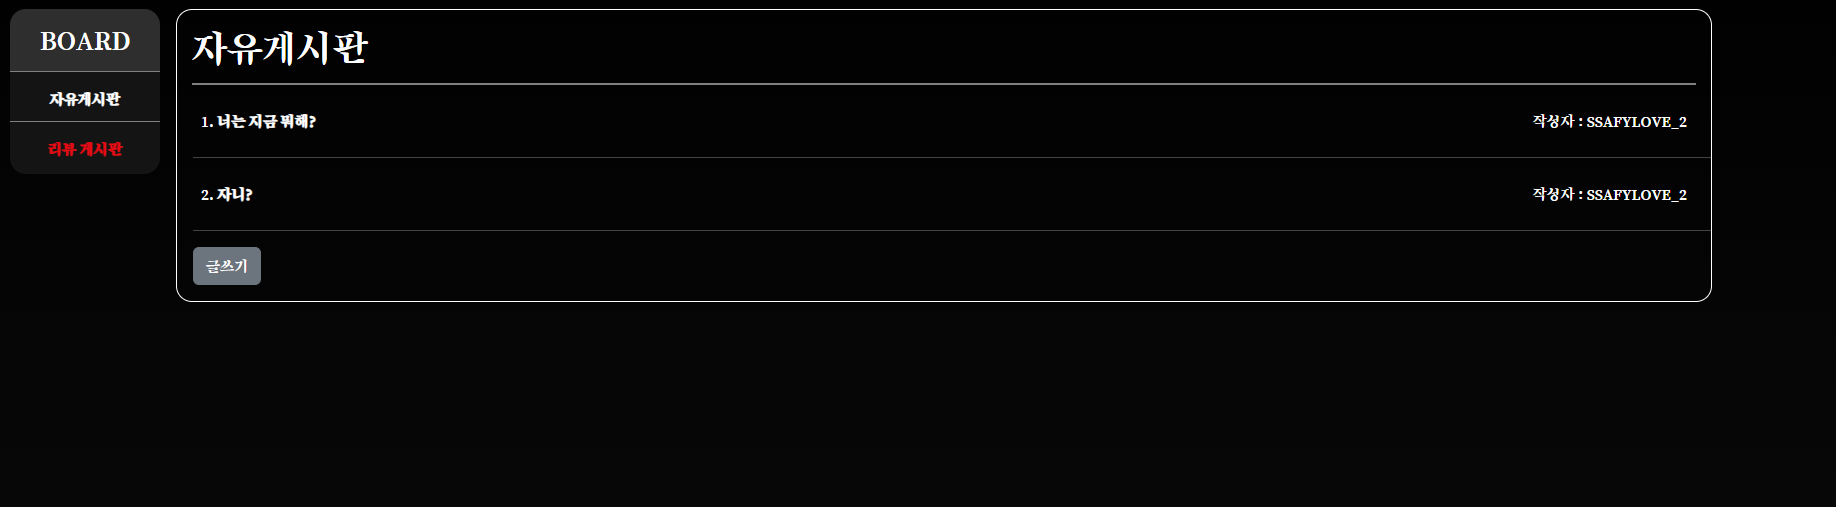 BOARD
자유게시판
리뷰 게시판
자유게시판
1. 너는 지금 뭐해? 작성자 : SSAFYLOVE_2
2. 자니? 작성자 : SSAFYLOVE_2
글쓰기